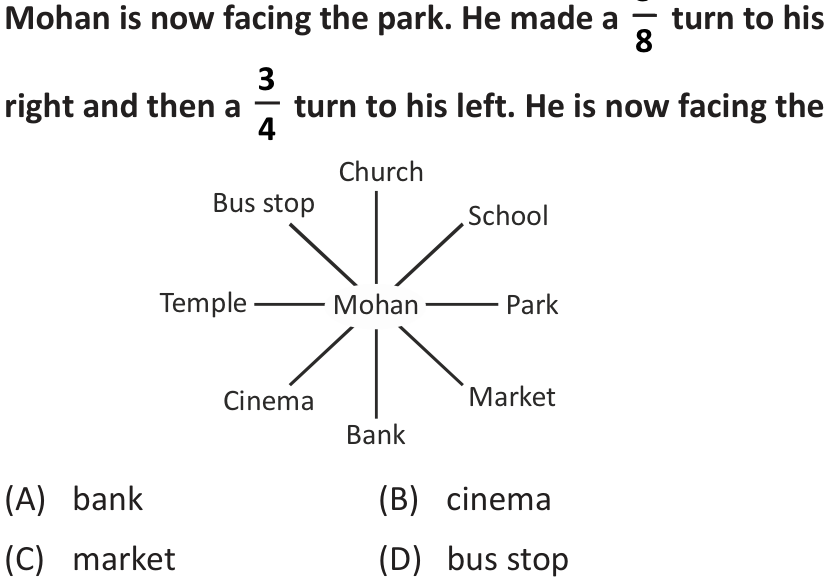 Mohan is now facing the park. He made a /8 turn to his
right and then a 3/4 turn to his left. He is now facing the
Church
Bus stop
School
Temple
Mohan
Park
Cinema
Market
Bank
(A) bank
(B) cinema
(C) market
(D) bus stop